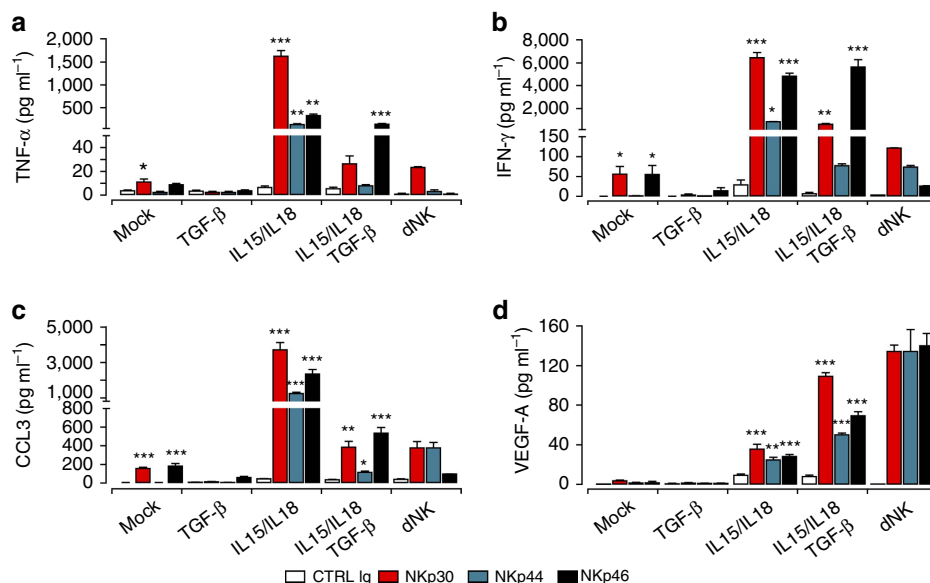 a
TNF-α (pg ml⁻¹)
2,000
1,500
1,000
500
40
20
0
*
***
**
**
***
Mock
TGF-β
IL15/IL18
IL15/IL18
TGF-β
dNK
b
IFN-γ (pg ml⁻¹)
8,000
6,000
4,000
2,000
150
100
50
0
*
*
***
*
***
**
***
Mock
TGF-β
IL15/IL18
IL15/IL18
TGF-β
dNK
c
CCL3 (pg ml⁻¹)
5,000
3,000
1,000
800
600
400
200
0
***
***
***
***
***
**
*
***
Mock
TGF-β
IL15/IL18
IL15/IL18
TGF-β
dNK
d
VEGF-A (pg ml⁻¹)
160
120
80
40
0
***
**
***
***
***
***
Mock
TGF-β
IL15/IL18
IL15/IL18
TGF-β
dNK
CTRL Ig NKp30 NKp44 NKp46